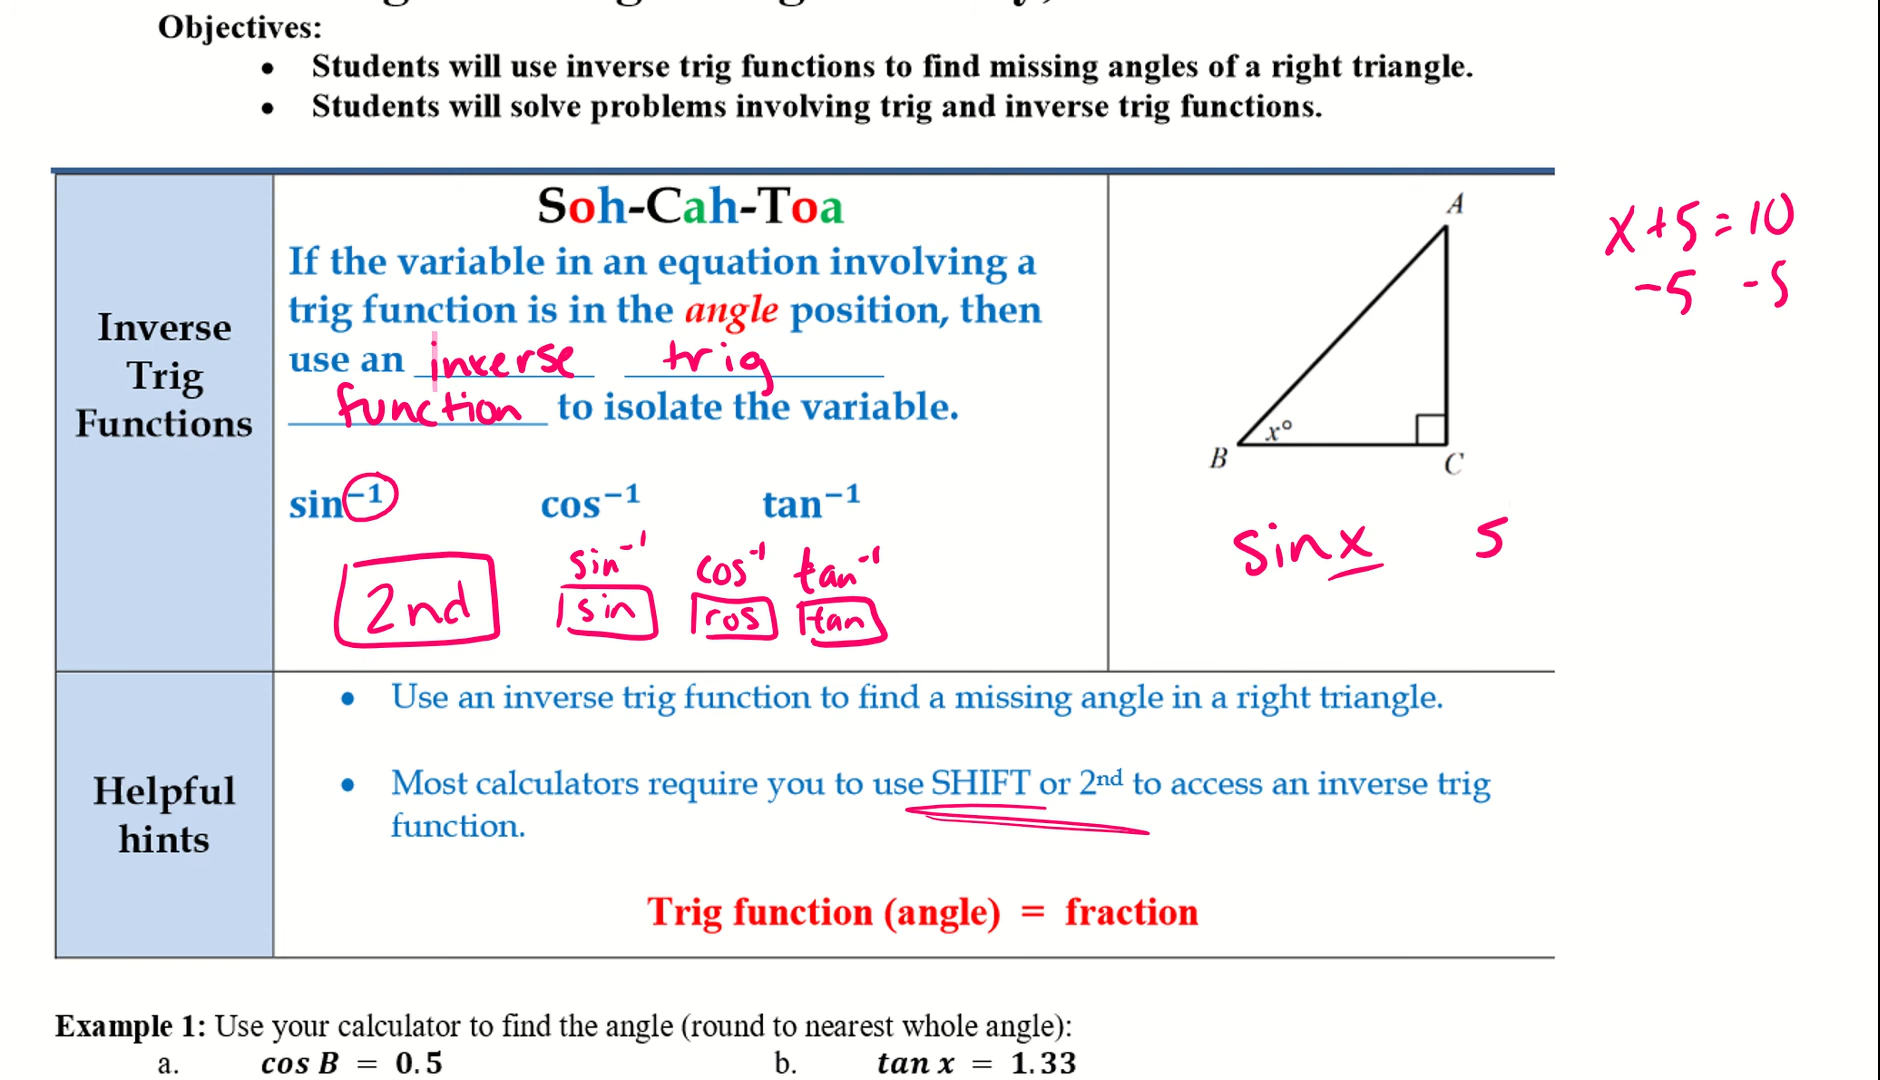 Objectives:
• Students will use inverse trig functions to find missing angles of a right triangle.
• Students will solve problems involving trig and inverse trig functions.
Inverse
Trig
Functions
Soh-Cah-Toa
If the variable in an equation involving a
trig function is in the angle position, then
use an inverse trig
function to isolate the variable.
sin⁻¹ cos⁻¹ tan⁻¹
sin⁻¹ cos⁻¹ tan⁻¹
2nd sin cos tan
A
B
x°
C
sin x 5
x+5=10
-5 -5
Helpful
hints
• Use an inverse trig function to find a missing angle in a right triangle.
• Most calculators require you to use SHIFT or 2nd to access an inverse trig
function.
Trig function (angle) = fraction
Example 1: Use your calculator to find the angle (round to nearest whole angle):
a. cos B = 0.5 b. tan x = 1.33